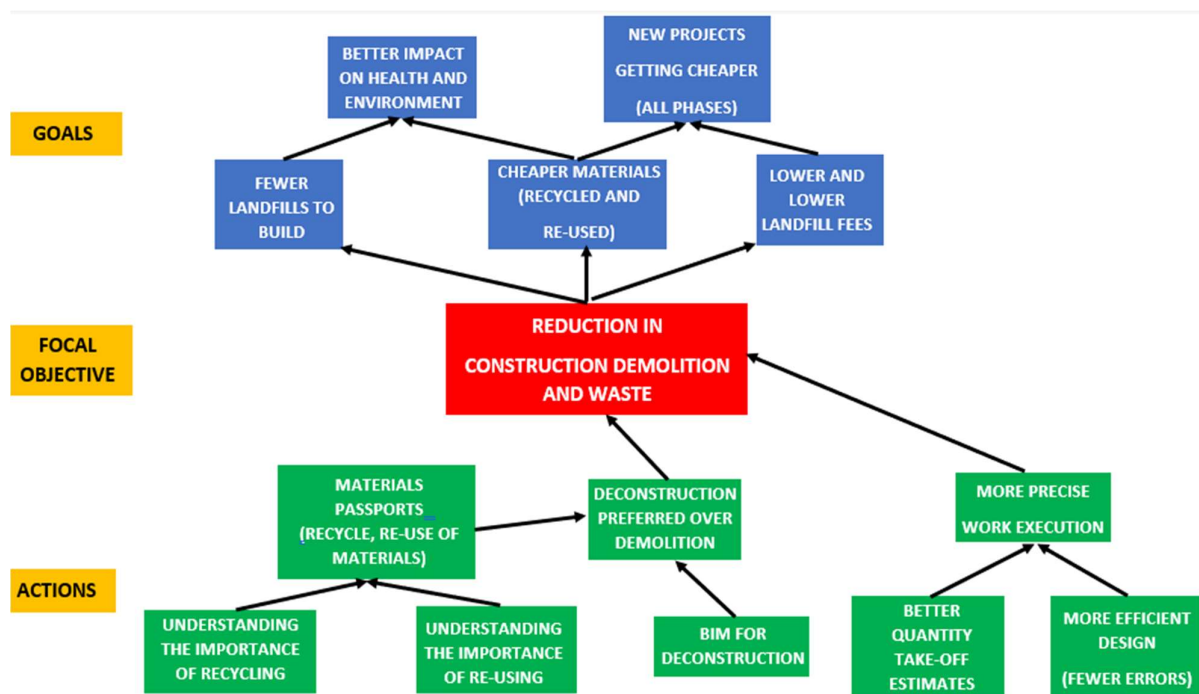 BETTER IMPACT
ON HEALTH AND
ENVIRONMENT
NEW PROJECTS
GETTING CHEAPER
(ALL PHASES)
GOALS
FEWER
LANDFILLS TO
BUILD
CHEAPER MATERIALS
(RECYCLED AND
RE-USED)
LOWER AND
LOWER
LANDFILL FEES
FOCAL
OBJECTIVE
REDUCTION IN
CONSTRUCTION DEMOLITION
AND WASTE
MATERIALS
PASSPORTS
(RECYCLE, RE-USE OF
MATERIALS)
DECONSTRUCTION
PREFERRED OVER
DEMOLITION
MORE PRECISE
WORK EXECUTION
ACTIONS
UNDERSTANDING
THE IMPORTANCE
OF RECYCLING
UNDERSTANDING
THE IMPORTANCE
OF RE-USING
BIM FOR
DECONSTRUCTION
BETTER
QUANTITY
TAKE-OFF
ESTIMATES
MORE EFFICIENT
DESIGN
(FEWER ERRORS)